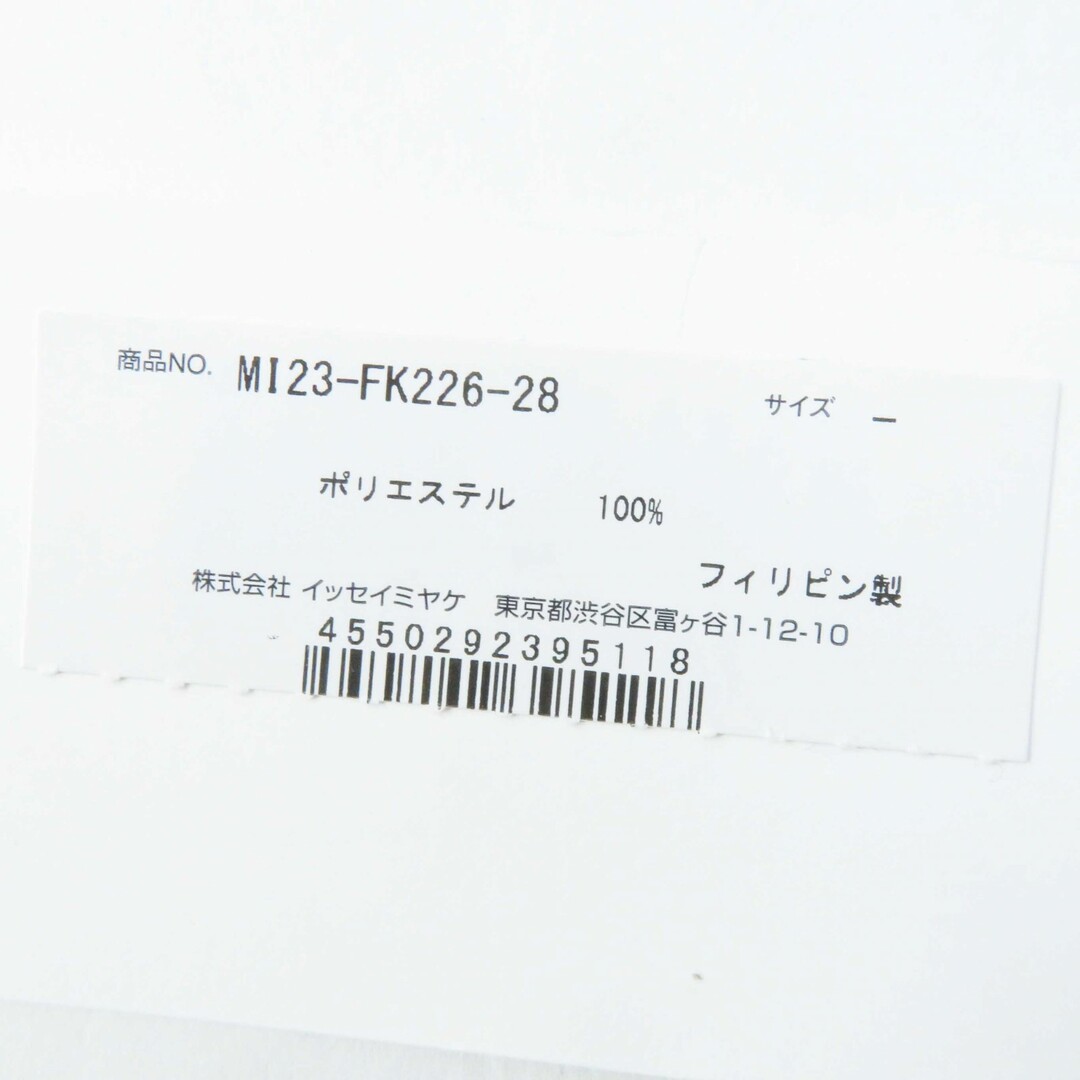 商品NO. MI23-FK226-28 サイズ －
ポリエステル 100%
フィリピン製
株式会社 イッセイミヤケ 東京都渋谷区富ヶ谷1-12-10
4550292395118